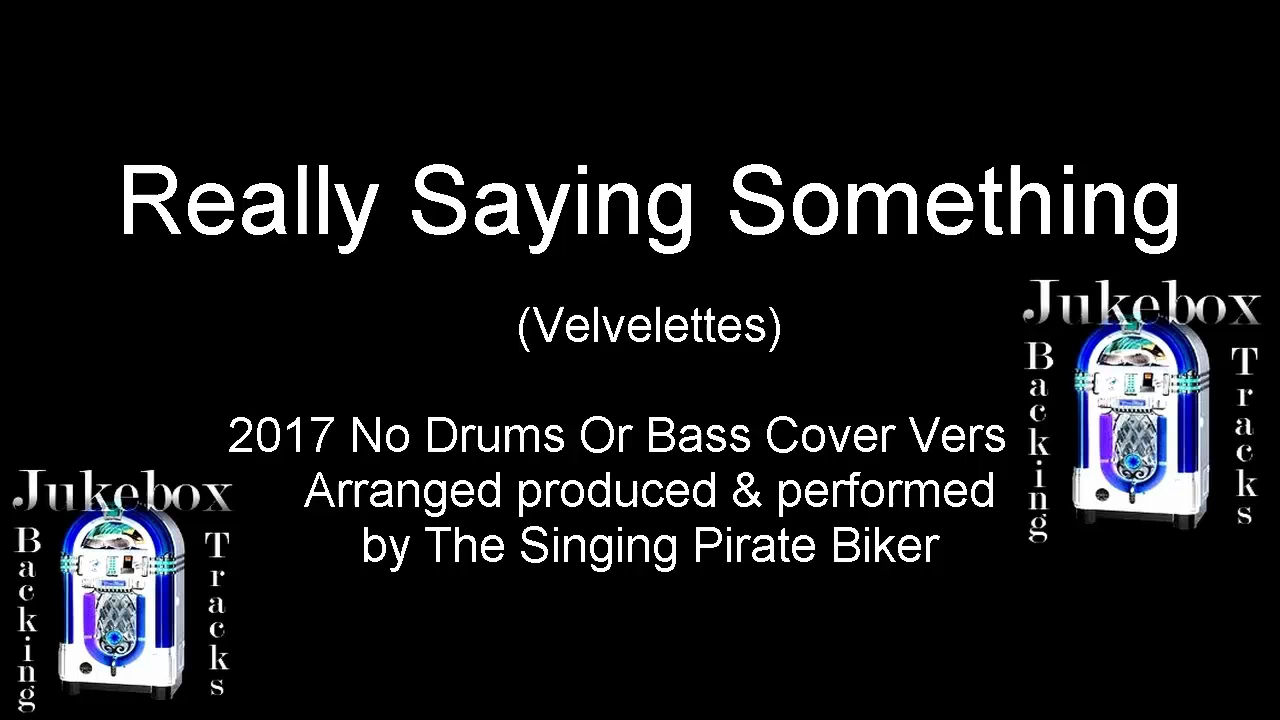 Really Saying Something
(Velvelettes)
Jukebox
Backing
Tracks
2017 No Drums Or Bass Cover Vers
Arranged produced & performed
by The Singing Pirate Biker
Jukebox
Backing
Tracks